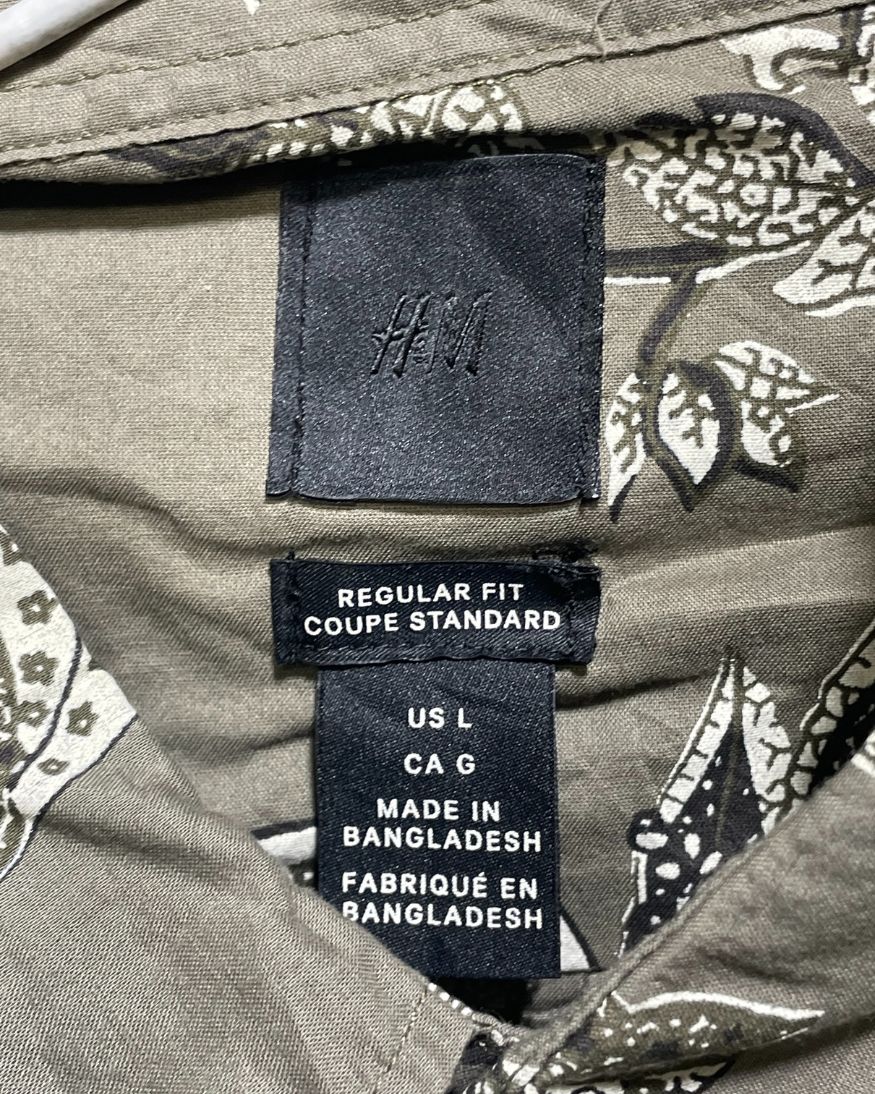 H&M
REGULAR FIT
COUPE STANDARD
US L
CA G
MADE IN
BANGLADESH
FABRIQUÉ EN
BANGLADESH